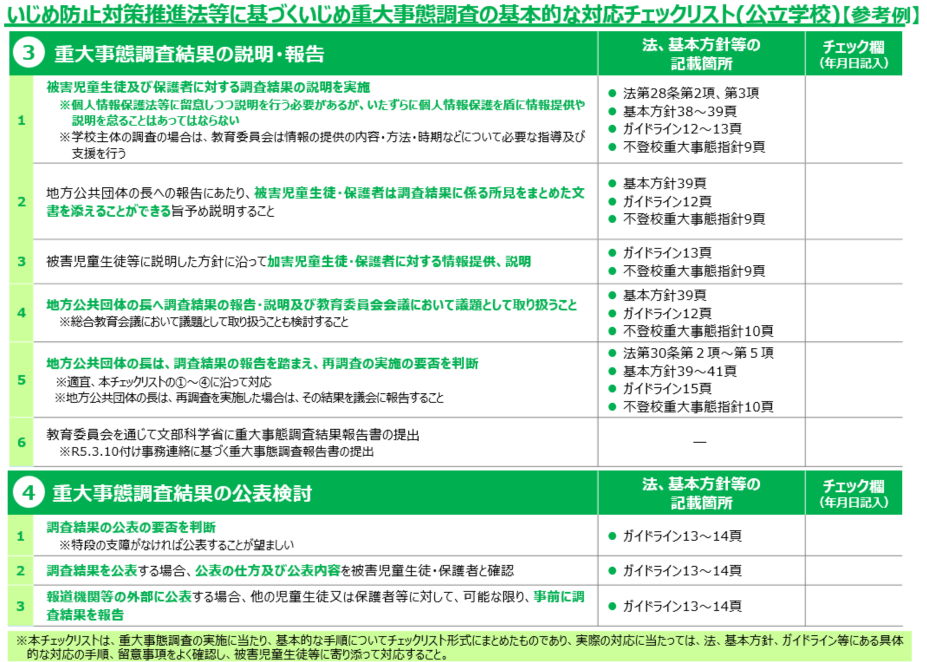 いじめ防止対策推進法等に基づくいじめ重大事態調査の基本的な対応チェックリスト(公立学校)【参考例】
③ 重大事態調査結果の説明・報告
法、基本方針等の
記載箇所
チェック欄
(年月日記入)
1
被害児童生徒及び保護者に対する調査結果の説明を実施
※個人情報保護法等に留意しつつ説明を行う必要があるが、いたずらに個人情報保護を盾に情報提供や
説明を怠ることはあってはならない
※学校主体の調査の場合は、教育委員会は情報の提供の内容・方法・時期などについて必要な指導及び
支援を行う
● 法第28条第2項、第3項
● 基本方針38～39頁
● ガイドライン12～13頁
● 不登校重大事態指針9頁
2
地方公共団体の長への報告にあたり、被害児童生徒・保護者は調査結果に係る所見をまとめた文
書を添えることができる旨予め説明すること
● 基本方針39頁
● ガイドライン12頁
● 不登校重大事態指針9頁
3
被害児童生徒等に説明した方針に沿って加害児童生徒・保護者に対する情報提供、説明
● ガイドライン13頁
● 不登校重大事態指針9頁
4
地方公共団体の長へ調査結果の報告・説明及び教育委員会会議において議題として取り扱うこと
※総合教育会議において議題として取り扱うことも検討すること
● 基本方針39頁
● ガイドライン12頁
● 不登校重大事態指針10頁
5
地方公共団体の長は、調査結果の報告を踏まえ、再調査の実施の要否を判断
※適宜、本チェックリストの①～④に沿って対応
※地方公共団体の長は、再調査を実施した場合は、その結果を議会に報告すること
● 法第30条第２項～第５項
● 基本方針39～41頁
● ガイドライン15頁
● 不登校重大事態指針10頁
6
教育委員会を通じて文部科学省に重大事態調査結果報告書の提出
※R5.3.10付け事務連絡に基づく重大事態調査報告書の提出
―
④ 重大事態調査結果の公表検討
法、基本方針等の
記載箇所
チェック欄
(年月日記入)
1
調査結果の公表の要否を判断
※特段の支障がなければ公表することが望ましい
● ガイドライン13～14頁
2
調査結果を公表する場合、公表の仕方及び公表内容を被害児童生徒・保護者と確認
● ガイドライン13～14頁
3
報道機関等の外部に公表する場合、他の児童生徒又は保護者等に対して、可能な限り、事前に調
査結果を報告
● ガイドライン13～14頁
※本チェックリストは、重大事態調査の実施に当たり、基本的な手順についてチェックリスト形式にまとめたものであり、実際の対応に当たっては、法、基本方針、ガイドライン等にある具体
的な対応の手順、留意事項をよく確認し、被害児童生徒等に寄り添って対応すること。